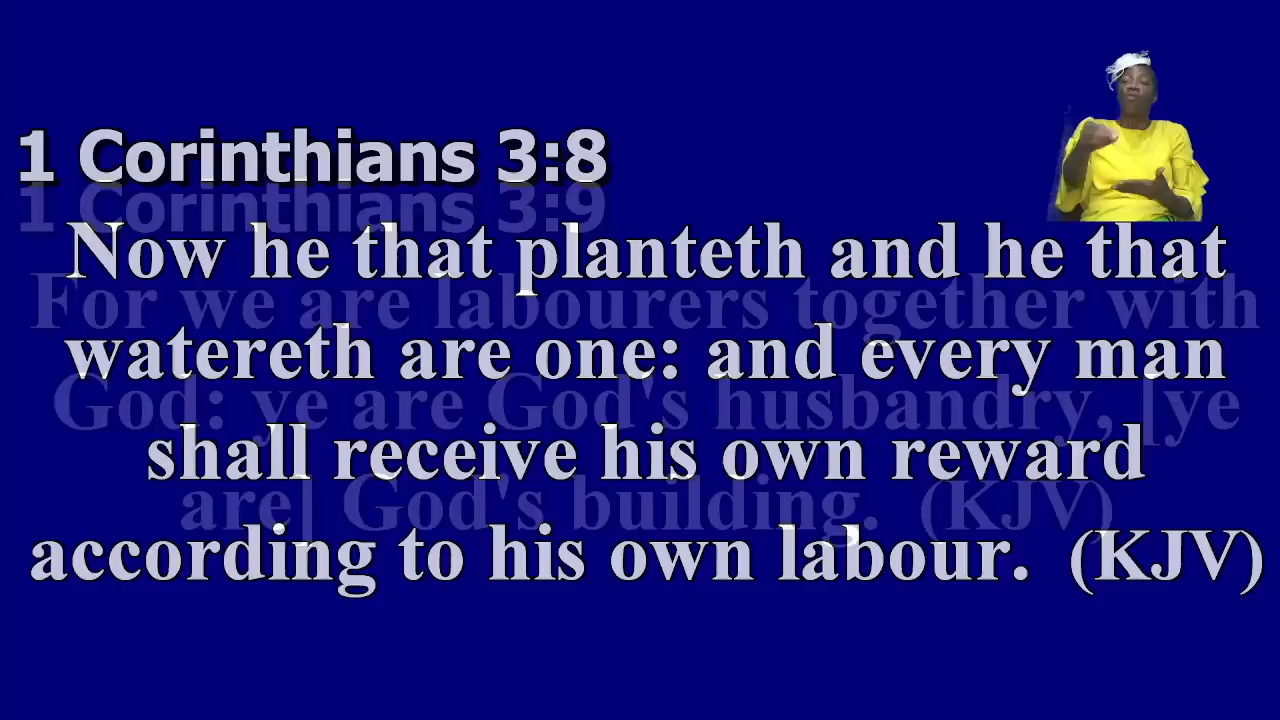 1 Corinthians 3:8
Now he that planteth and he that
watereth are one: and every man
shall receive his own reward
according to his own labour. (KJV)
1 Corinthians 3:9
For we are labourers together with
God: ye are God's husbandry, [ye
are] God's building. (KJV)